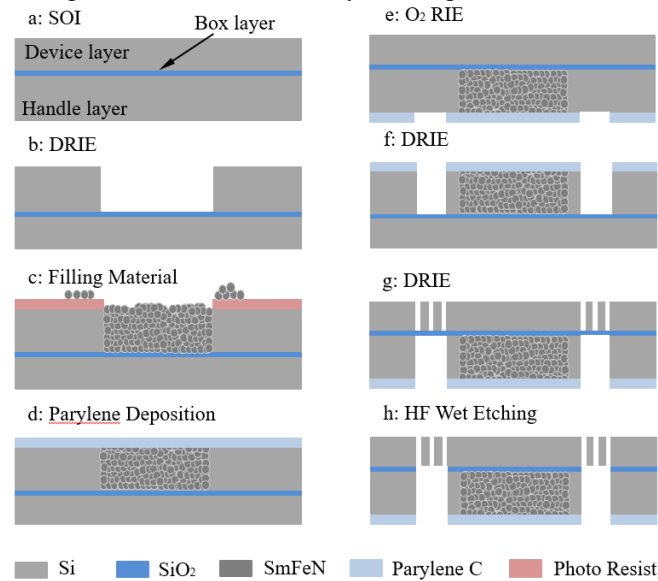 a: SOI
Box layer
Device layer
Handle layer
b: DRIE
c: Filling Material
d: Parylene Deposition
e: O₂ RIE
f: DRIE
g: DRIE
h: HF Wet Etching
Si
SiO₂
SmFeN
Parylene C
Photo Resist